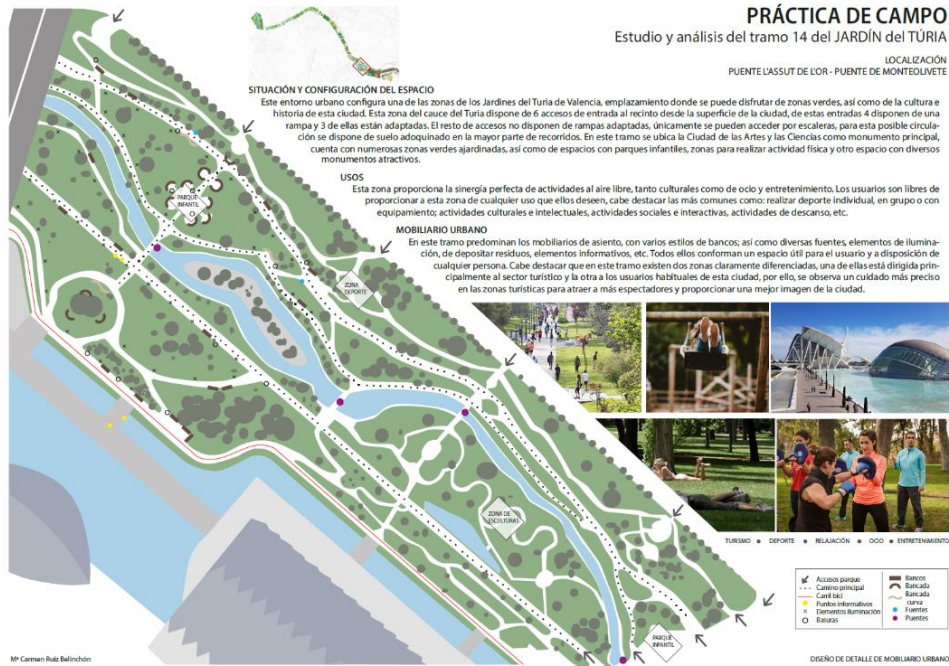 PRÁCTICA DE CAMPO
Estudio y análisis del tramo 14 del JARDÍN del TÚRIA
LOCALIZACIÓN
PUENTE L'ASSUT DE L'OR - PUENTE DE MONTEOLIVETE
SITUACIÓN Y CONFIGURACIÓN DEL ESPACIO
Este entorno urbano configura una de las zonas de los Jardines del Turia de Valencia, emplazamiento donde se puede disfrutar de zonas verdes, así como de la cultura e
historia de esta ciudad. Esta zona del cauce del Turia dispone de 6 accesos de entrada al recinto desde la superficie de la ciudad, de estas entradas 4 disponen de una
rampa y 3 de ellas están adaptadas. El resto de accesos no disponen de rampas adaptadas, únicamente se pueden acceder por escaleras, para esta posible circula-
ción se dispone de suelo adoquinado en la mayor parte de recorridos. En este tramo se ubica la Ciudad de las Artes y las Ciencias como monumento principal,
cuenta con numerosas zonas verdes ajardinadas, así como de espacios con parques infantiles, zonas para realizar actividad física y otro espacio con diversos
monumentos atractivos.
USOS
Esta zona proporciona la sinergía perfecta de actividades al aire libre, tanto culturales como de ocio y entretenimiento. Los usuarios son libres de
proporcionar a esta zona de cualquier uso que ellos deseen, cabe destacar las más comunes como: realizar deporte individual, en grupo o con
equipamiento; actividades culturales e intelectuales, actividades sociales e interactivas, actividades de descanso, etc.
MOBILIARIO URBANO
En este tramo predominan los mobiliarios de asiento, con varios estilos de bancos; así como diversas fuentes, elementos de ilumina-
ción, de depositar residuos, elementos informativos, etc. Todos ellos conforman un espacio útil para el usuario y a disposición de
cualquier persona. Cabe destacar que en este tramo existen dos zonas claramente diferenciadas, una de ellas está dirigida prin-
cipalmente al sector turístico y la otra a los usuarios habituales de esta ciudad, por ello, se observa un cuidado más preciso
en las zonas turísticas para atraer a más espectadores y proporcionar una mejor imagen de la ciudad.
PARQUE
INFANTIL
ZONA
DEPORTE
ZONA DE
ESCULTURAS
PARQUE
INFANTIL
TURISMO • DEPORTE • RELAJACIÓN • OCIO • ENTRETENIMIENTO
Accesos parque
Camino principal
Carril bici
Puntos informativos
Elementos iluminación
Basuras
Bancos
Bancada
Bancada
curva
Fuentes
Puentes
Mª Carmen Ruiz Belinchón
DISEÑO DE DETALLE DE MOBILIARIO URBANO